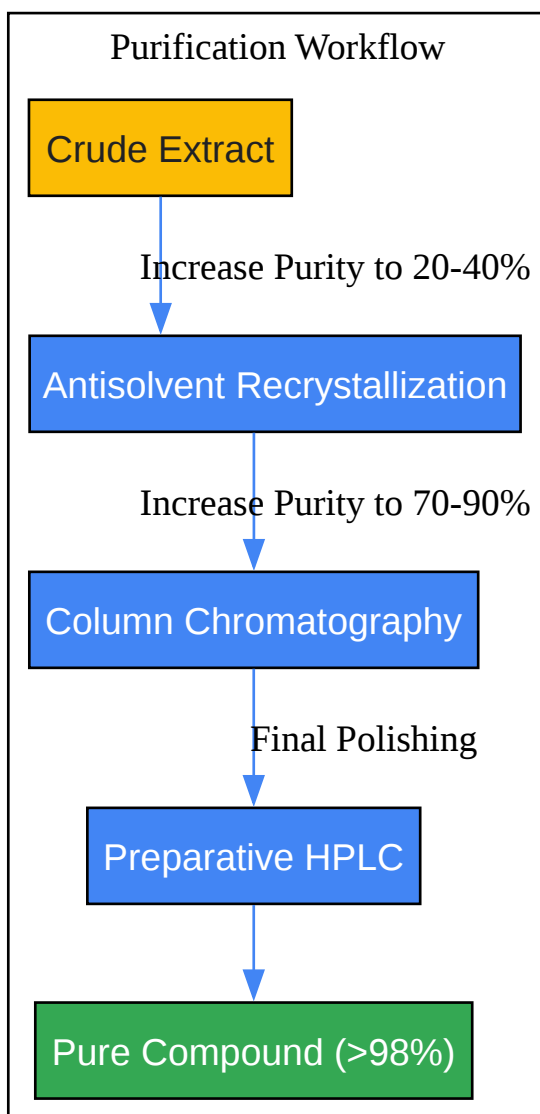 Purification Workflow
Crude Extract
Increase Purity to 20-40%
Antisolvent Recrystallization
Increase Purity to 70-90%
Column Chromatography
Final Polishing
Preparative HPLC
Pure Compound (>98%)